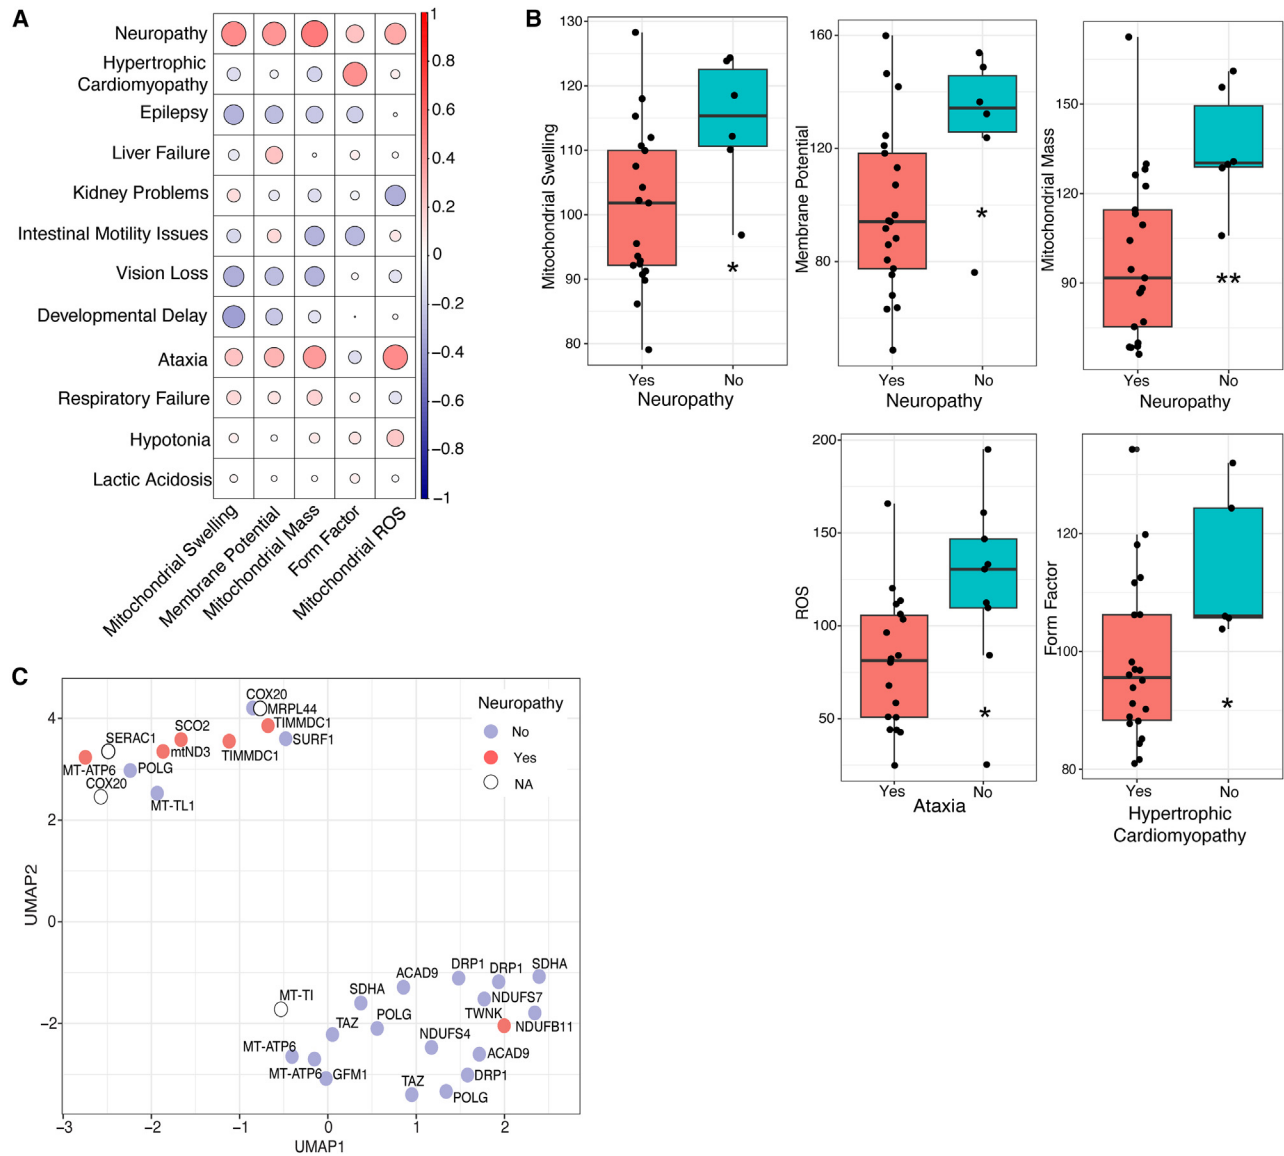 A
Neuropathy
Hypertrophic
Cardiomyopathy
Epilepsy
Liver Failure
Kidney Problems
Intestinal Motility Issues
Vision Loss
Developmental Delay
Ataxia
Respiratory Failure
Hypotonia
Lactic Acidosis
Mitochondrial Swelling
Membrane Potential
Mitochondrial Mass
Form Factor
Mitochondrial ROS
1
0.8
0.6
0.4
0.2
0
−0.2
−0.4
−0.6
−0.8
−1
B
Mitochondrial Swelling
130
120
110
100
90
80
*
Yes No
Neuropathy
Membrane Potential
160
120
80
*
Yes No
Neuropathy
Mitochondrial Mass
150
120
90
**
Yes No
Neuropathy
ROS
200
150
100
50
*
Yes No
Ataxia
Form Factor
120
100
80
*
Yes No
Hypertrophic
Cardiomyopathy
C
UMAP2
4
2
0
−2
COX20
MRPL44
SCO2
TIMMDC1
SERAC1
SURF1
mtND3
TIMMDC1
MT-ATP6
POLG
COX20
MT-TL1
Neuropathy
No
Yes
NA
DRP1
DRP1
SDHA
ACAD9
SDHA
MT-TI
NDUFS7
POLG
TWNK
TAZ
NDUFB11
NDUFS4
MT-ATP6
ACAD9
MT-ATP6
GFM1
DRP1
TAZ
POLG
−3 −2 −1 0 1 2
UMAP1